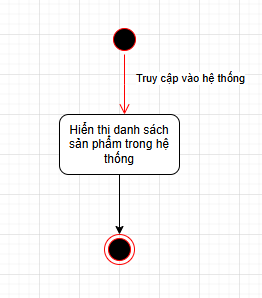 Truy cập vào hệ thống
Hiển thị danh sách
sản phẩm trong hệ
thống